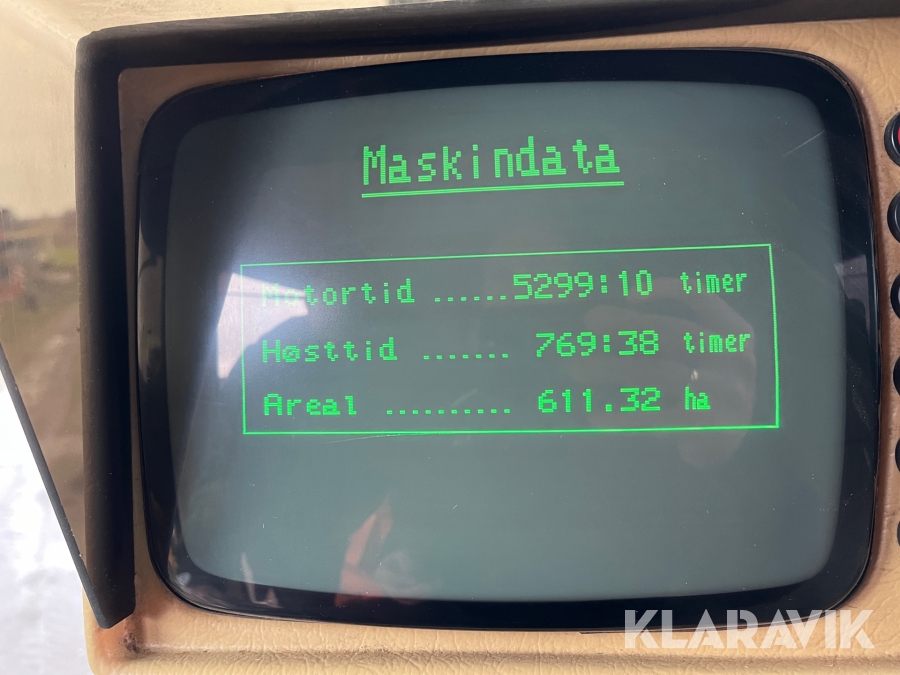 Maskindata
Motortid ......5299:10 timer
Høsttid ....... 769:38 timer
Areal .......... 611.32 ha
KLARAVIK